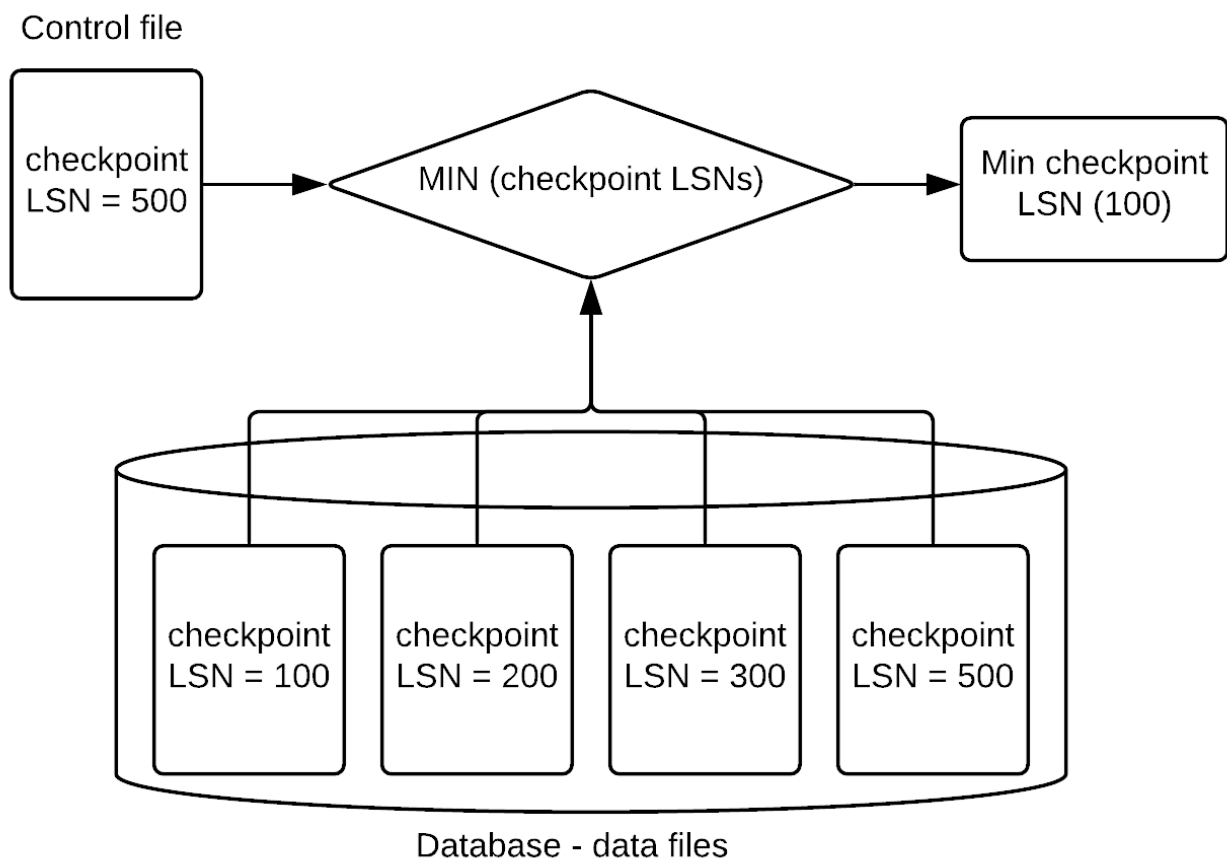 Control file
checkpoint
LSN = 500
MIN (checkpoint LSNs)
Min checkpoint
LSN (100)
checkpoint
LSN = 100
checkpoint
LSN = 200
checkpoint
LSN = 300
checkpoint
LSN = 500
Database - data files